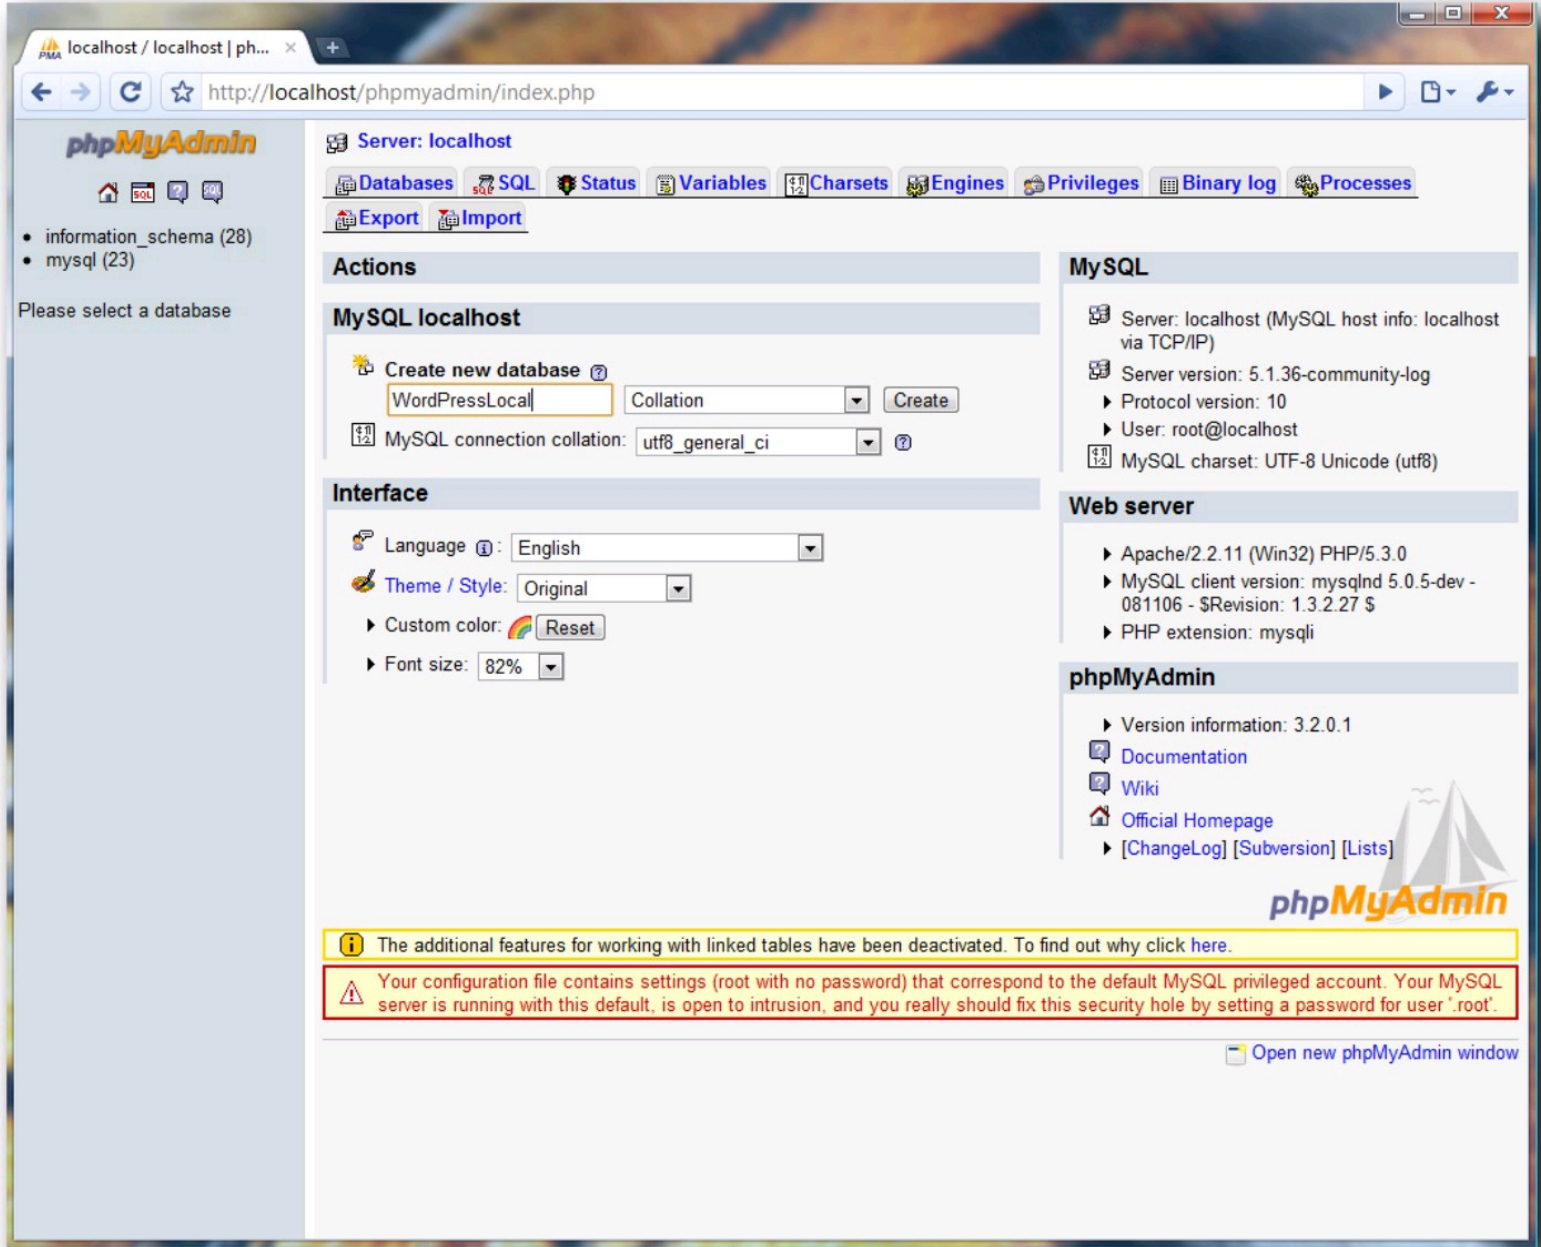 PMA localhost / localhost | ph...
http://localhost/phpmyadmin/index.php
phpMyAdmin
SQL
SQL
information_schema (28)
mysql (23)
Please select a database
Server: localhost
Databases SQL Status Variables Charsets Engines Privileges Binary log Processes
Export Import
Actions
MySQL localhost
Create new database
WordPressLocal Collation Create
MySQL connection collation: utf8_general_ci
Interface
Language : English
Theme / Style: Original
Custom color: Reset
Font size: 82%
MySQL
Server: localhost (MySQL host info: localhost
via TCP/IP)
Server version: 5.1.36-community-log
Protocol version: 10
User: root@localhost
MySQL charset: UTF-8 Unicode (utf8)
Web server
Apache/2.2.11 (Win32) PHP/5.3.0
MySQL client version: mysqlnd 5.0.5-dev -
081106 - $Revision: 1.3.2.27 $
PHP extension: mysqli
phpMyAdmin
Version information: 3.2.0.1
Documentation
Wiki
Official Homepage
[ChangeLog] [Subversion] [Lists]
phpMyAdmin
The additional features for working with linked tables have been deactivated. To find out why click here.
Your configuration file contains settings (root with no password) that correspond to the default MySQL privileged account. Your MySQL
server is running with this default, is open to intrusion, and you really should fix this security hole by setting a password for user '.root'.
Open new phpMyAdmin window